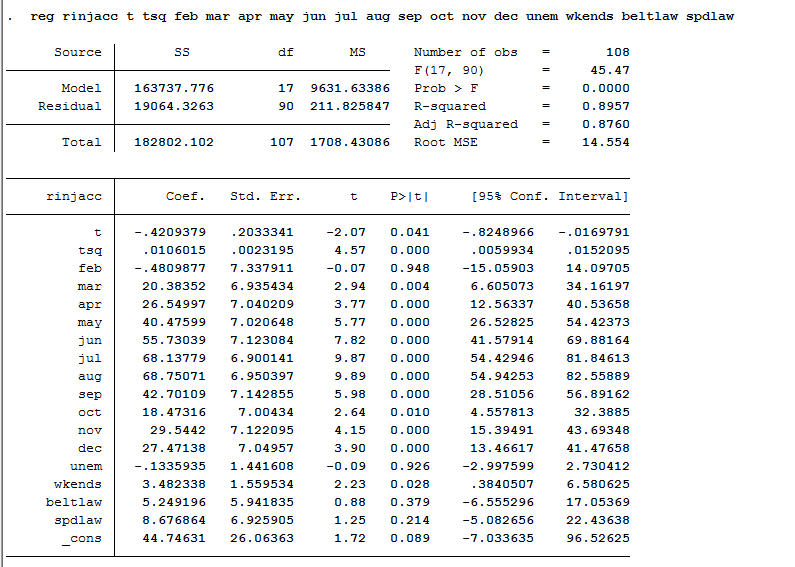 . reg rinjacc t tsq feb mar apr may jun jul aug sep oct nov dec unem wkends beltlaw spdlaw
Source SS df MS Number of obs = 108
F(17, 90) = 45.47
Model 163737.776 17 9631.63386 Prob > F = 0.0000
Residual 19064.3263 90 211.825847 R-squared = 0.8957
Adj R-squared = 0.8760
Total 182802.102 107 1708.43086 Root MSE = 14.554
rinjacc Coef. Std. Err. t P>|t| [95% Conf. Interval]
t -.4209379 .2033341 -2.07 0.041 -.8248966 -.0169791
tsq .0106015 .0023195 4.57 0.000 .0059934 .0152095
feb -.4809877 7.337911 -0.07 0.948 -15.05903 14.09705
mar 20.38352 6.935434 2.94 0.004 6.605073 34.16197
apr 26.54997 7.040209 3.77 0.000 12.56337 40.53658
may 40.47599 7.020648 5.77 0.000 26.52825 54.42373
jun 55.73039 7.123084 7.82 0.000 41.57914 69.88164
jul 68.13779 6.900141 9.87 0.000 54.42946 81.84613
aug 68.75071 6.950397 9.89 0.000 54.94253 82.55889
sep 42.70109 7.142855 5.98 0.000 28.51056 56.89162
oct 18.47316 7.00434 2.64 0.010 4.557813 32.3885
nov 29.5442 7.122095 4.15 0.000 15.39491 43.69348
dec 27.47138 7.04957 3.90 0.000 13.46617 41.47658
unem -.1335935 1.441608 -0.09 0.926 -2.997599 2.730412
wkends 3.482338 1.559534 2.23 0.028 .3840507 6.580625
beltlaw 5.249196 5.941835 0.88 0.379 -6.555296 17.05369
spdlaw 8.676864 6.925905 1.25 0.214 -5.082656 22.43638
_cons 44.74631 26.06363 1.72 0.089 -7.033635 96.52625